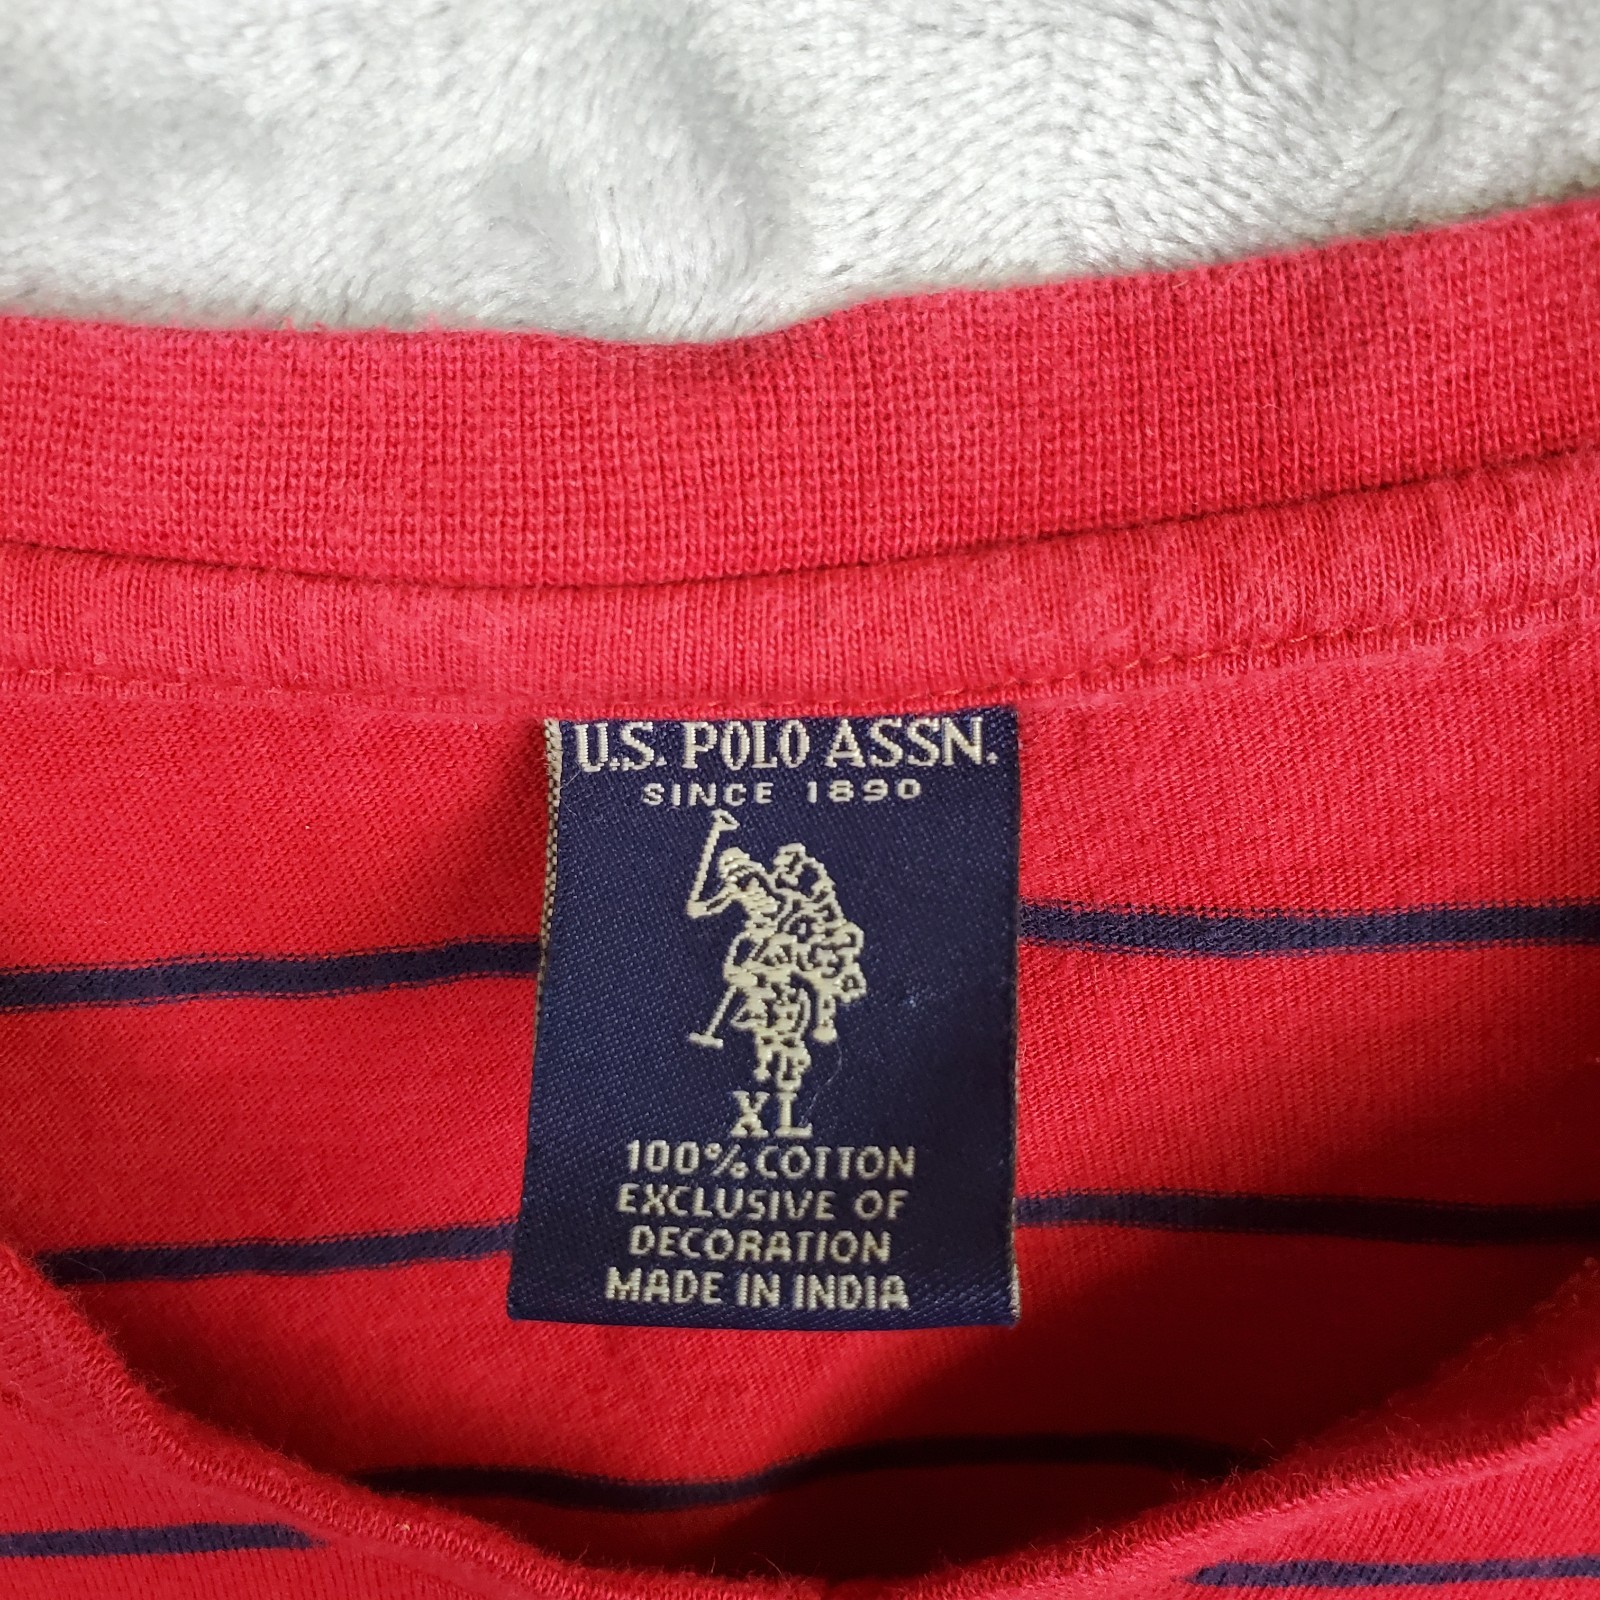 U.S. POLO ASSN.
SINCE 1890
XL
100% COTTON
EXCLUSIVE OF
DECORATION
MADE IN INDIA